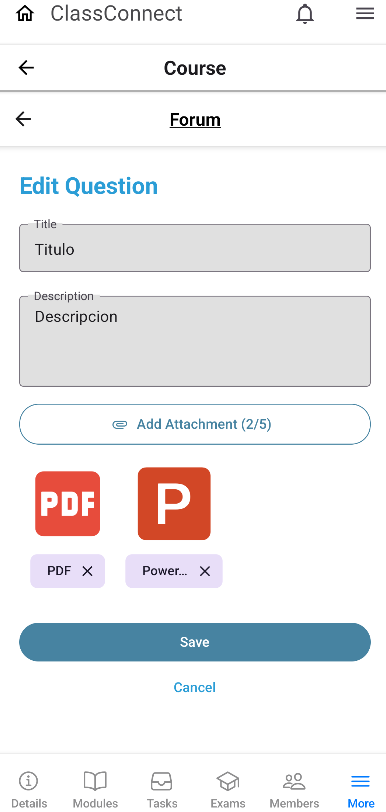 ClassConnect
Course
Forum
Edit Question
Title
Titulo
Description
Descripcion
Add Attachment (2/5)
PDF P
PDF Power...
Save
Cancel
Details Modules Tasks Exams Members More